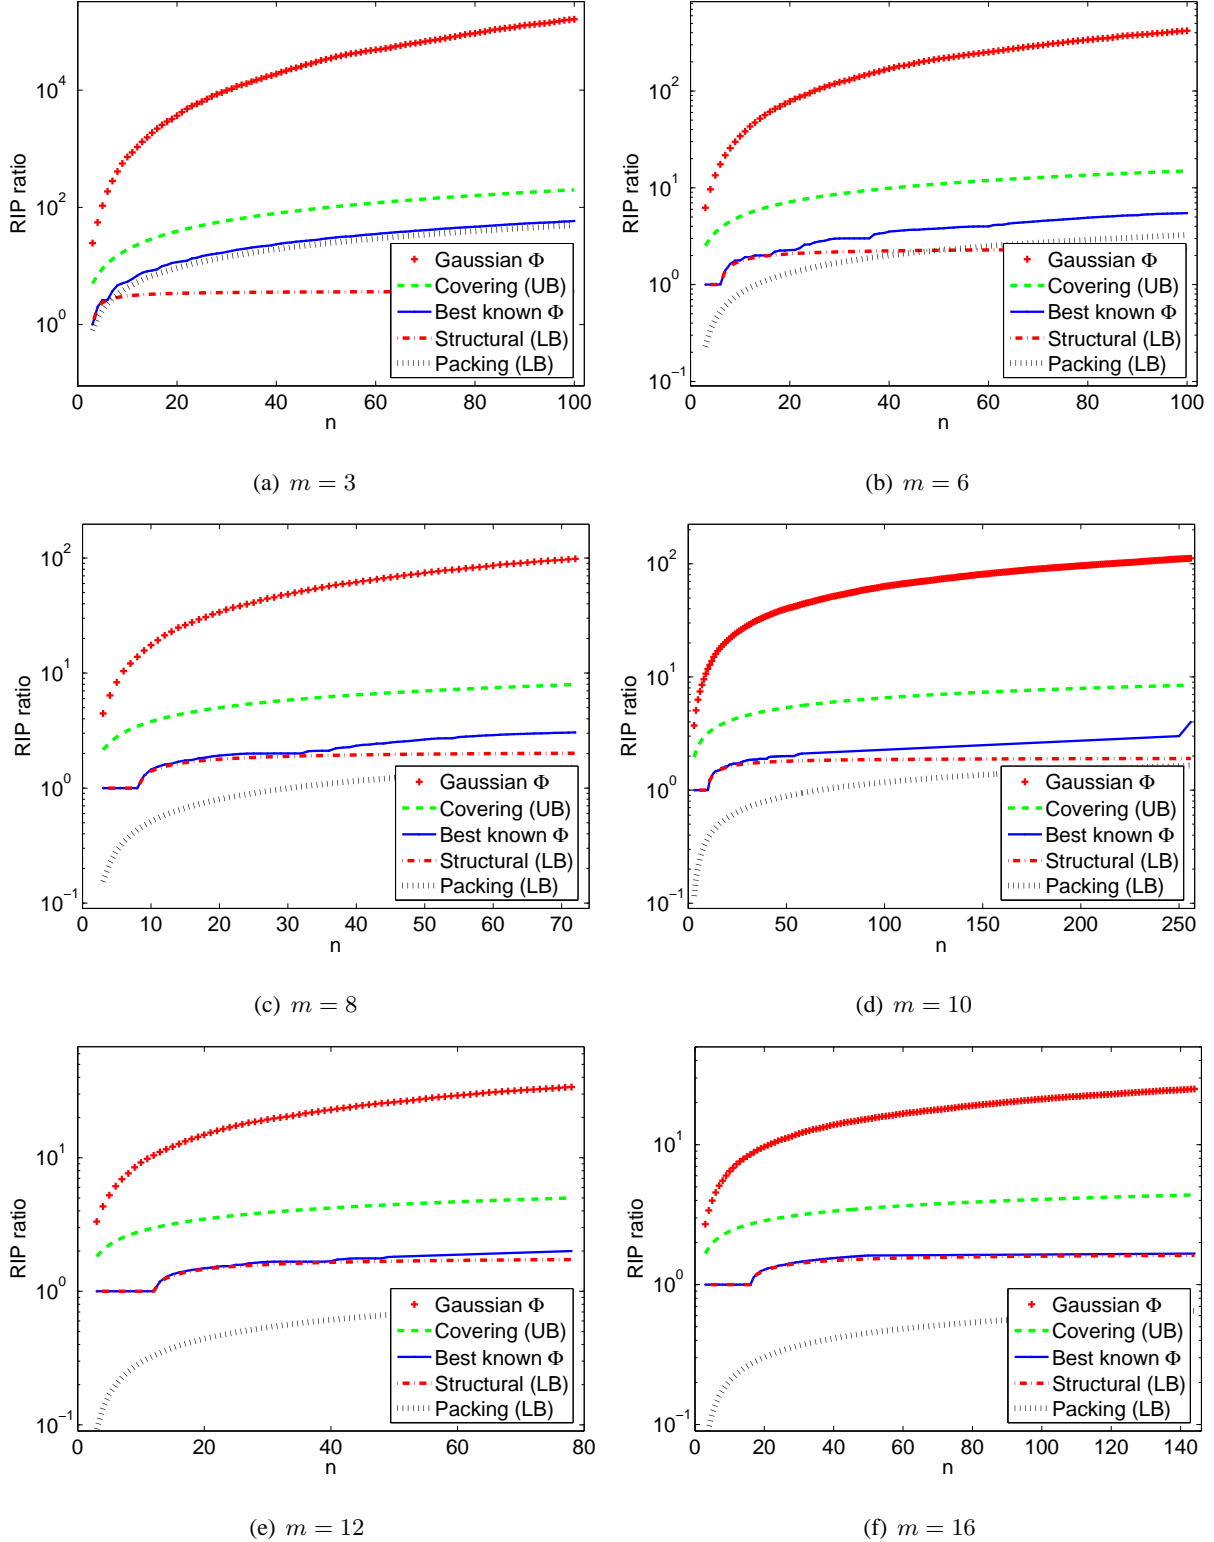 RIP ratio
10^4
10^2
10^0
0
20
40
60
80
100
n
Gaussian Φ
Covering (UB)
Best known Φ
Structural (LB)
Packing (LB)
(a) m = 3
RIP ratio
10^2
10^1
10^0
10^−1
0
20
40
60
80
100
n
Gaussian Φ
Covering (UB)
Best known Φ
Structural (LB)
Packing (LB)
(b) m = 6
RIP ratio
10^2
10^1
10^0
10^−1
0
10
20
30
40
50
60
70
n
Gaussian Φ
Covering (UB)
Best known Φ
Structural (LB)
Packing (LB)
(c) m = 8
RIP ratio
10^2
10^1
10^0
10^−1
0
50
100
150
200
250
n
Gaussian Φ
Covering (UB)
Best known Φ
Structural (LB)
Packing (LB)
(d) m = 10
RIP ratio
10^1
10^0
10^−1
0
20
40
60
80
n
Gaussian Φ
Covering (UB)
Best known Φ
Structural (LB)
Packing (LB)
(e) m = 12
RIP ratio
10^1
10^0
10^−1
0
20
40
60
80
100
120
140
n
Gaussian Φ
Covering (UB)
Best known Φ
Structural (LB)
Packing (LB)
(f) m = 16